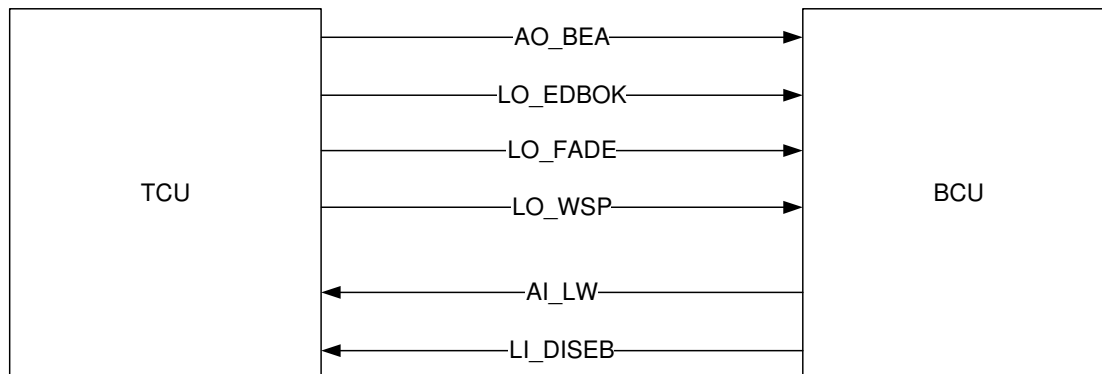 AO_BEA
LO_EDBOK
LO_FADE
TCU
BCU
LO_WSP
AI_LW
LI_DISEB